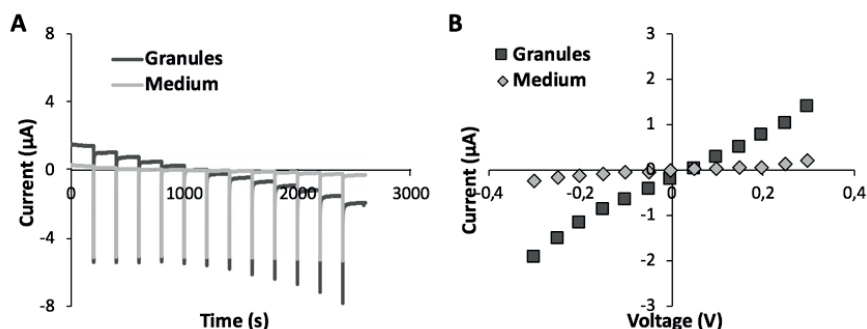 A
Granules
Medium
Current (µA)
8
4
0
-4
-8
0
1000
2000
3000
Time (s)
B
Granules
Medium
Current (µA)
3
2
1
0
-1
-2
-3
-0,4
-0,2
0
0,2
0,4
Voltage (V)